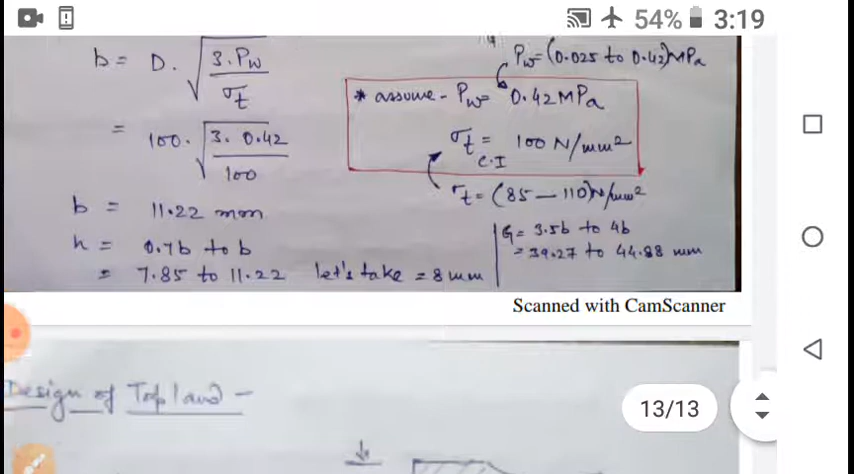 54% 3:19
b = D. √(3.Pw / σt)
Pw = (0.025 to 0.42)MPa
* assume - Pw = 0.42 MPa
= 100. √(3. 0.42 / 100)
σt C.I = 100 N/mm²
σt = (85 – 110)N/mm²
b = 11.22 mm
G = 3.5b to 4b
h = 0.7b to b
= 39.27 to 44.88 mm
= 7.85 to 11.22 let's take = 8 mm
Scanned with CamScanner
Design of Top land –
13/13